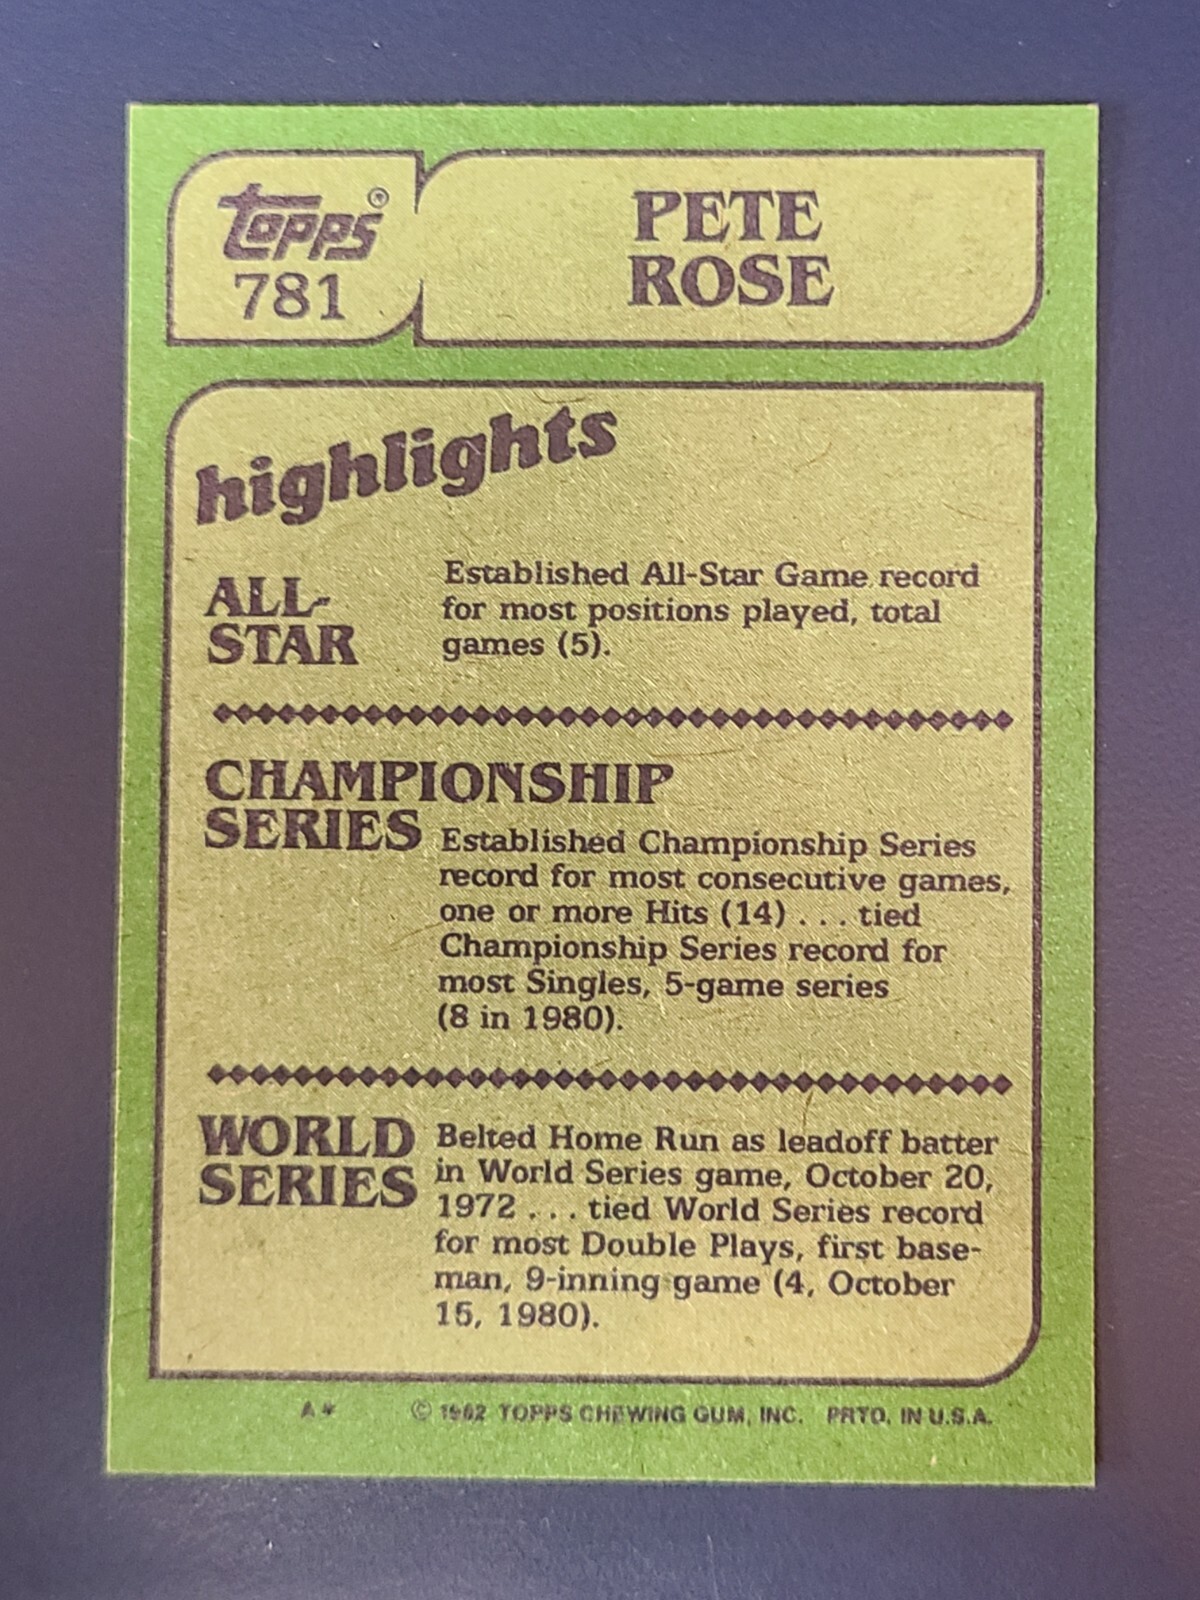 Topps®
781
PETE
ROSE
highlights
ALL-
STAR
Established All-Star Game record
for most positions played, total
games (5).
CHAMPIONSHIP
SERIES
Established Championship Series
record for most consecutive games,
one or more Hits (14) . . . tied
Championship Series record for
most Singles, 5-game series
(8 in 1980).
WORLD
SERIES
Belted Home Run as leadoff batter
in World Series game, October 20,
1972 . . . tied World Series record
for most Double Plays, first base-
man, 9-inning game (4, October
15, 1980).
A* © 1982 TOPPS CHEWING GUM, INC. PRTD. IN U.S.A.